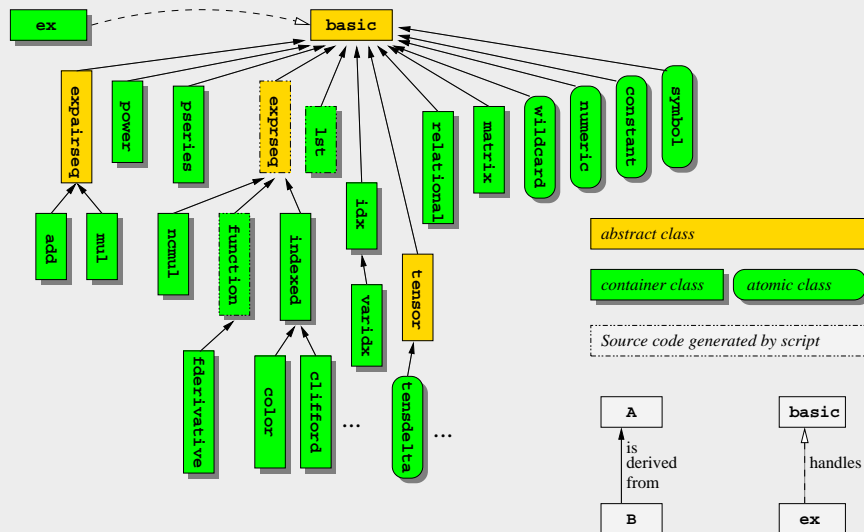 ex
basic
expairseq
power
pseries
exprseq
lst
relational
matrix
wildcard
numeric
constant
symbol
add
mul
ncmul
function
indexed
idx
varidx
tensor
fderivative
color
clifford
...
tensdelta
...
abstract class
container class
atomic class
Source code generated by script
A
is
derived
from
B
basic
handles
ex